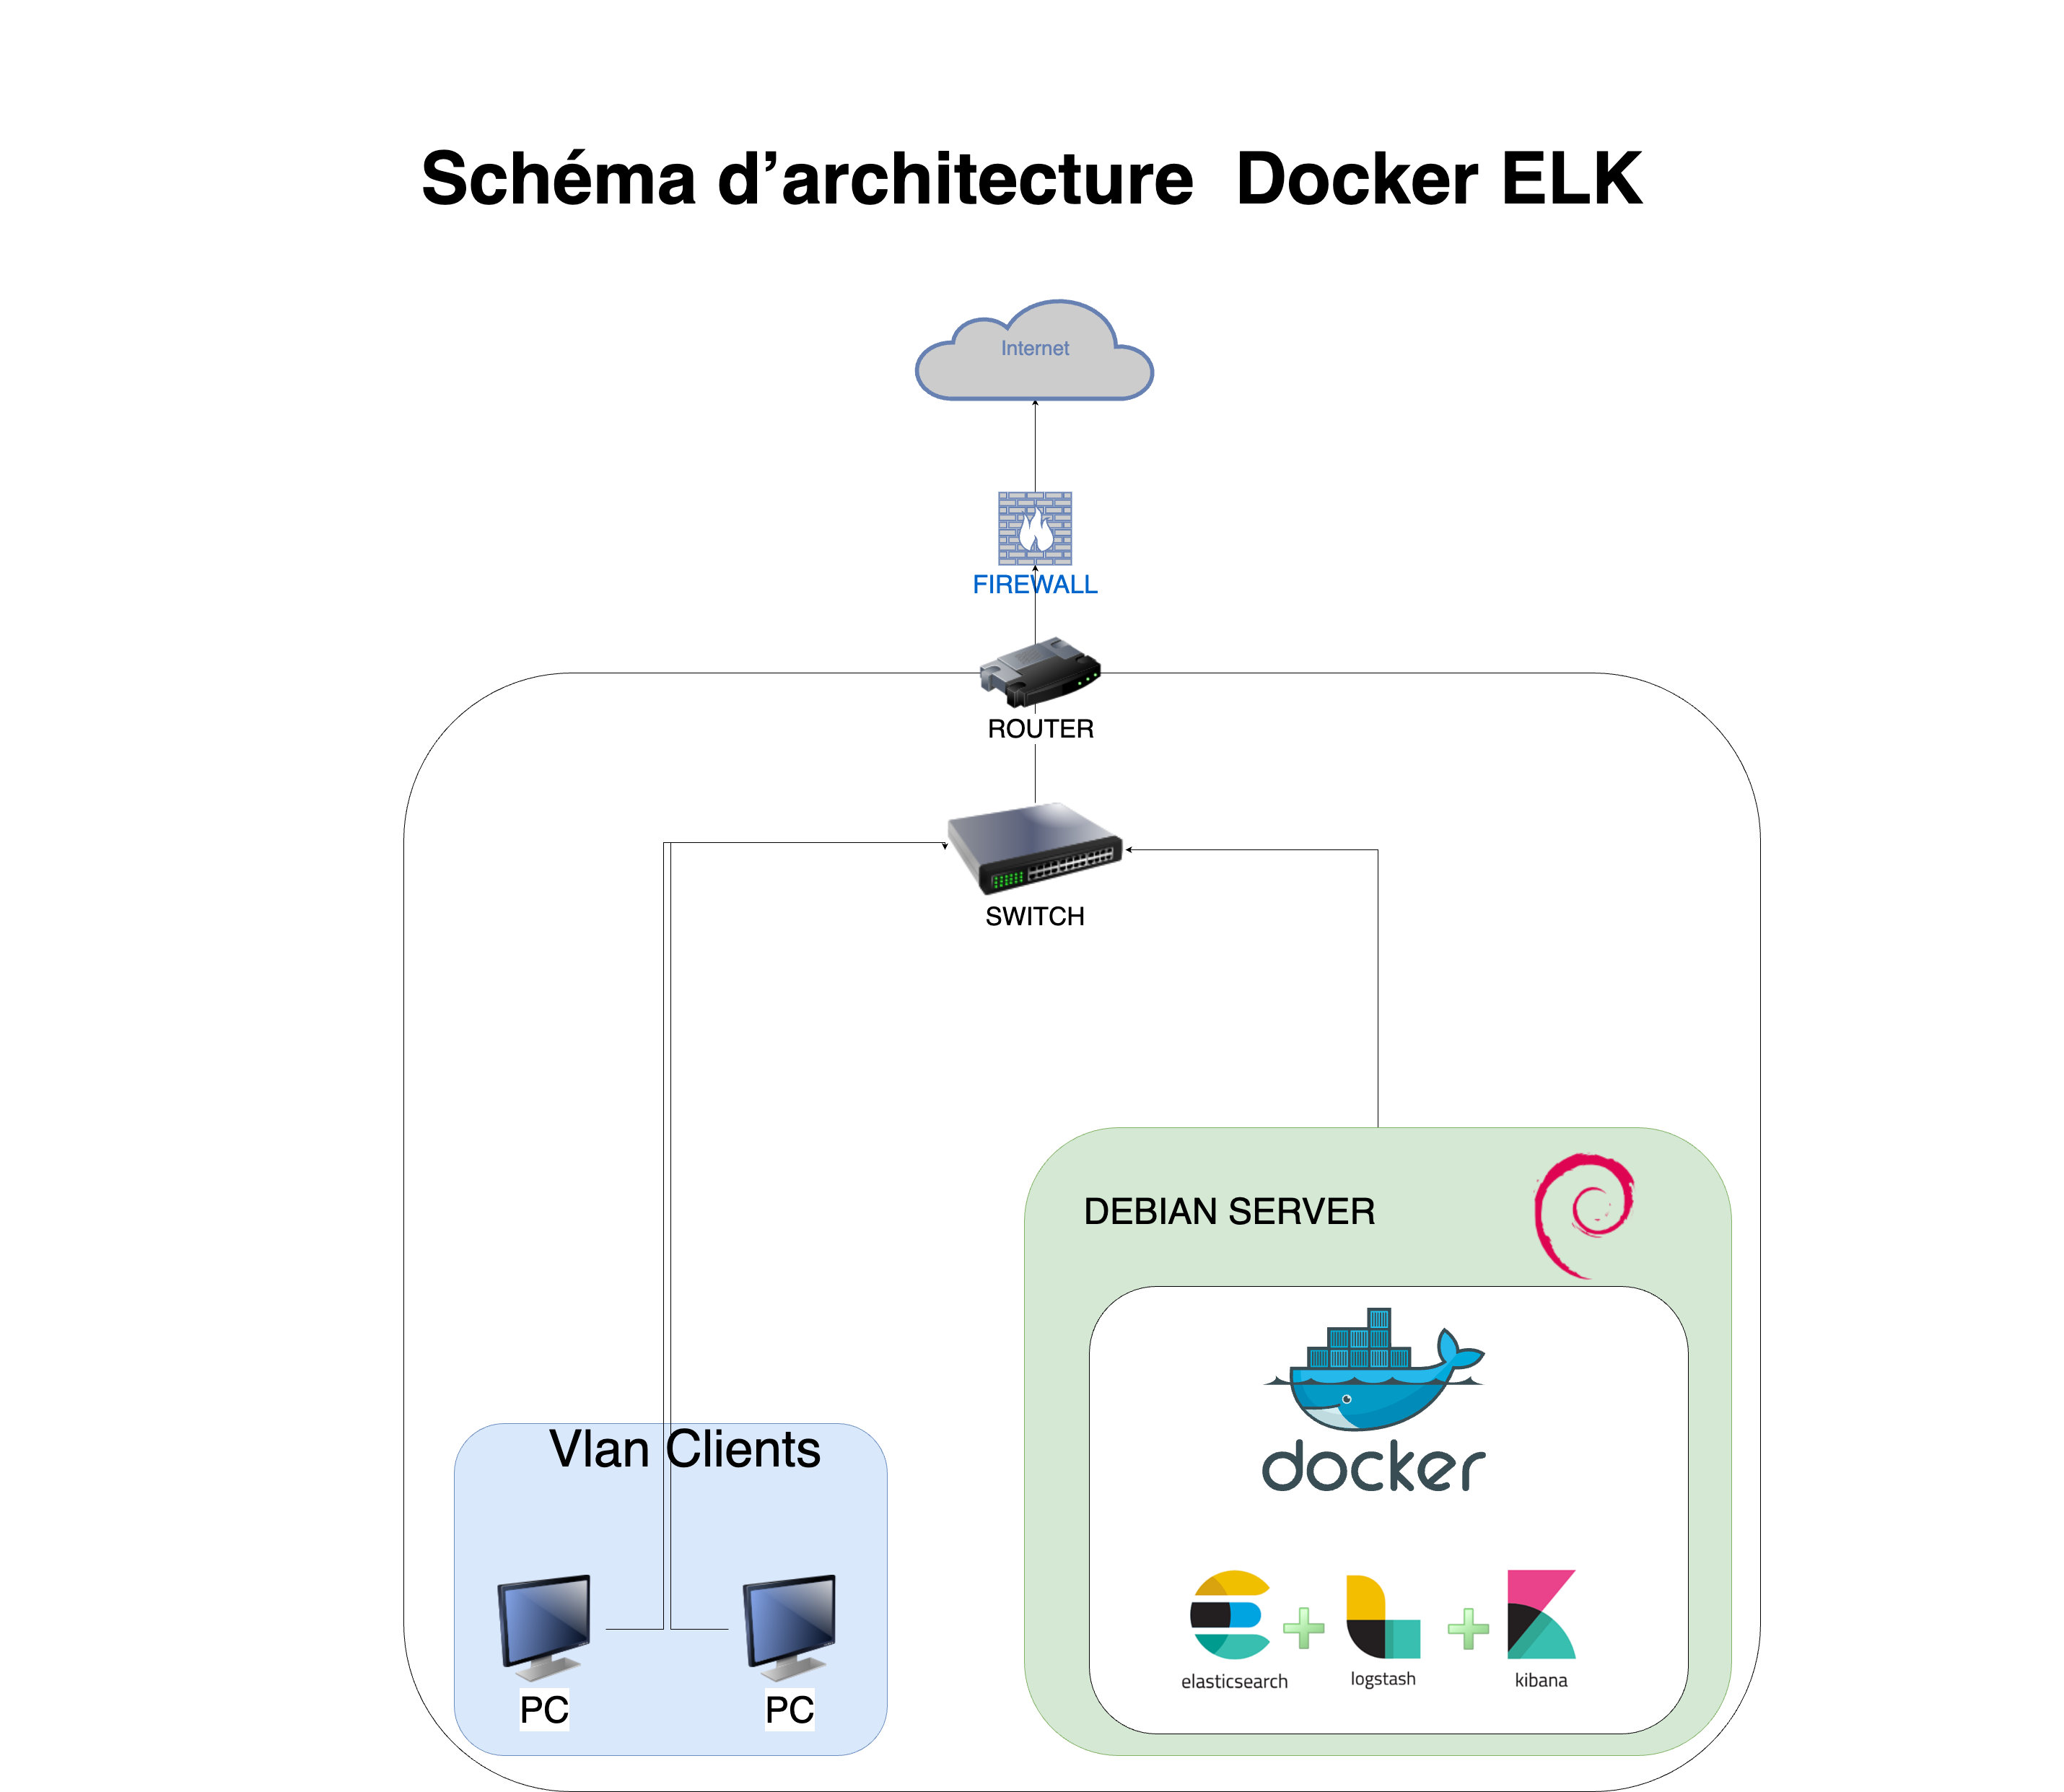 Schéma d’architecture  Docker ELK
Internet
FIREWALL
ROUTER
SWITCH
DEBIAN SERVER
docker
Vlan Clients
elasticsearch
logstash
kibana
PC
PC